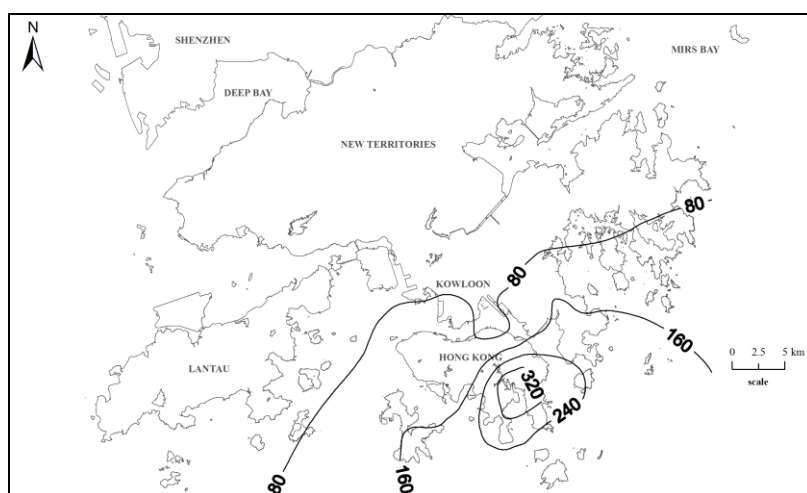 N
SHENZHEN
MIRS BAY
DEEP BAY
NEW TERRITORIES
80
80
KOWLOON
160
HONG KONG
LANTAU
320
240
0 2.5 5 km
scale
160
80